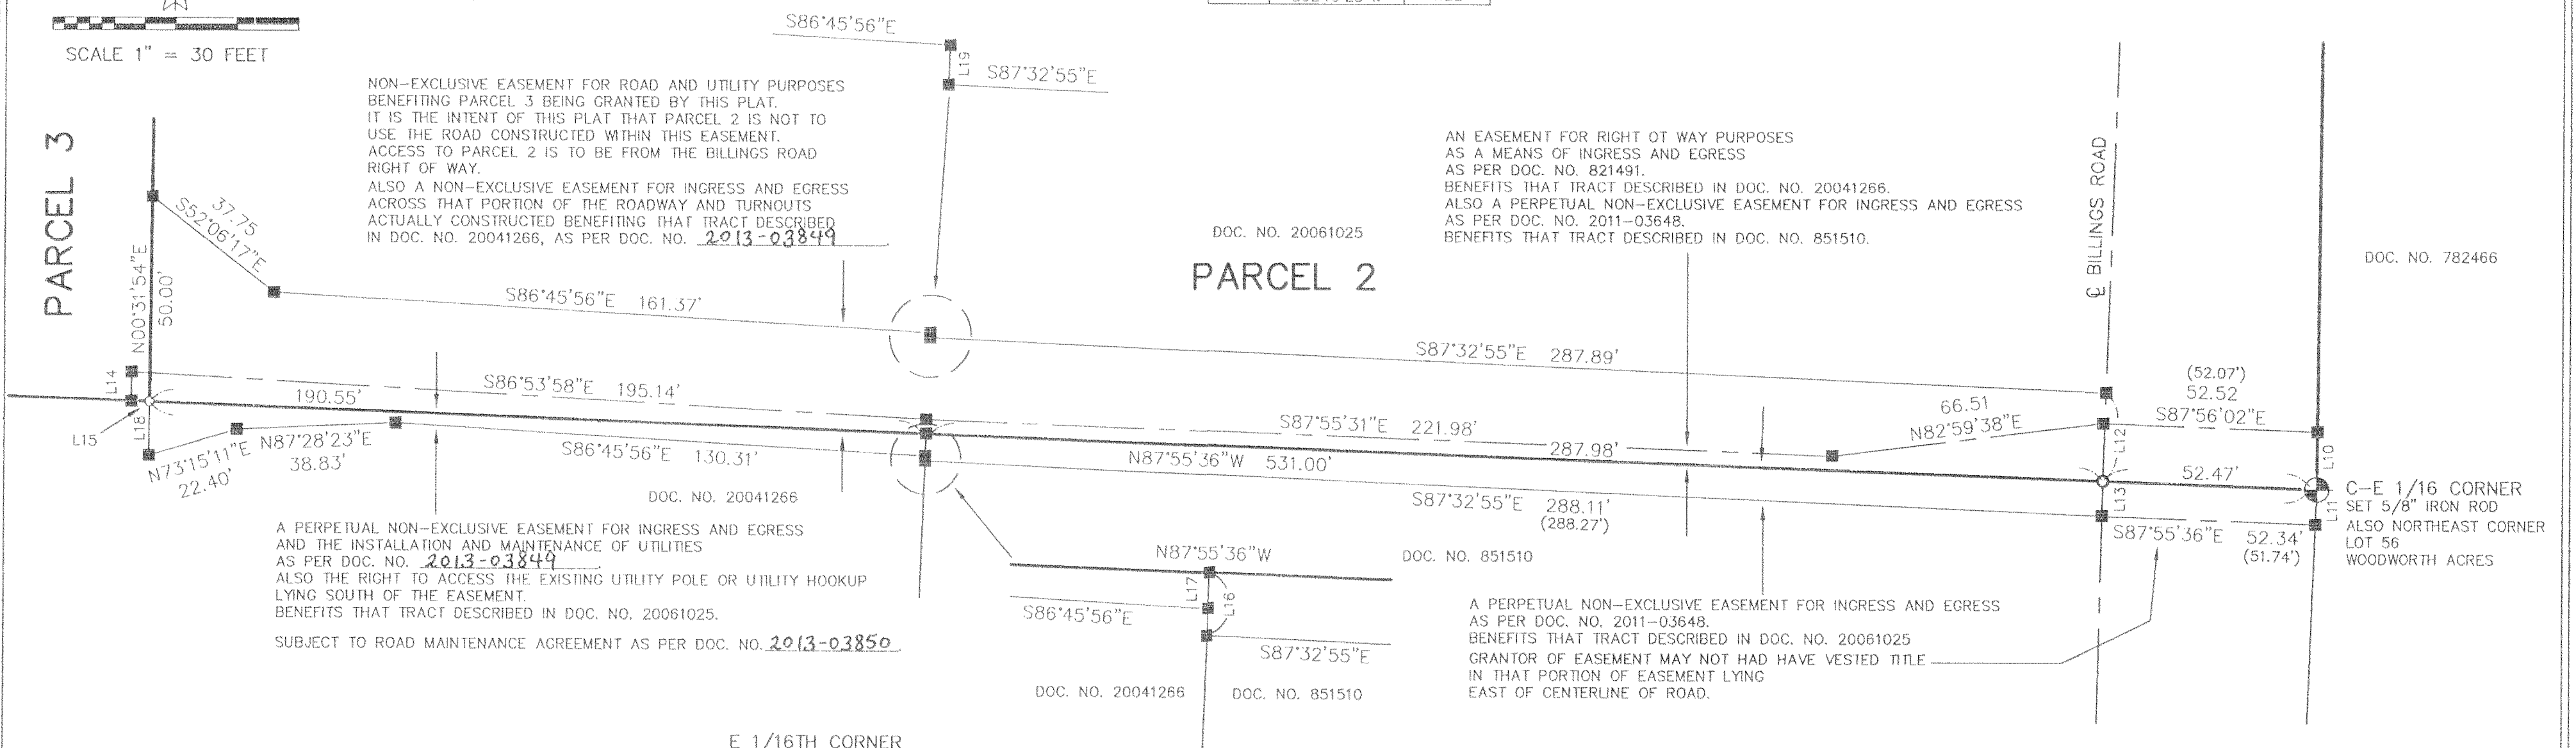 SCALE 1" = 30 FEET
S86°45'56"E
L19
S87°32'55"E
NON-EXCLUSIVE EASEMENT FOR ROAD AND UTILITY PURPOSES
BENEFITING PARCEL 3 BEING GRANTED BY THIS PLAT.
IT IS THE INTENT OF THIS PLAT THAT PARCEL 2 IS NOT TO
USE THE ROAD CONSTRUCTED WITHIN THIS EASEMENT.
ACCESS TO PARCEL 2 IS TO BE FROM THE BILLINGS ROAD
RIGHT OF WAY.
ALSO A NON-EXCLUSIVE EASEMENT FOR INGRESS AND EGRESS
ACROSS THAT PORTION OF THE ROADWAY AND TURNOUTS
ACTUALLY CONSTRUCTED BENEFITING THAT TRACT DESCRIBED
IN DOC. NO. 20041266, AS PER DOC. NO. 2013-03849
AN EASEMENT FOR RIGHT OT WAY PURPOSES
AS A MEANS OF INGRESS AND EGRESS
AS PER DOC. NO. 821491.
BENEFITS THAT TRACT DESCRIBED IN DOC. NO. 20041266.
ALSO A PERPETUAL NON-EXCLUSIVE EASEMENT FOR INGRESS AND EGRESS
AS PER DOC. NO. 2011-03648.
BENEFITS THAT TRACT DESCRIBED IN DOC. NO. 851510.
PARCEL 3
37.75
S52°06'17"E
N00°31'54"E
50.00'
DOC. NO. 20061025
PARCEL 2
℄ BILLINGS ROAD
DOC. NO. 782466
S86°45'56"E 161.37'
S87°32'55"E 287.89'
(52.07')
52.52
S87°56'02"E
66.51
N82°59'38"E
L14
S86°53'58"E 195.14'
190.55'
S87°55'31"E 221.98'
287.98'
L15
L18
N73°15'11"E
22.40'
N87°28'23"E
38.83'
S86°45'56"E 130.31'
N87°55'36"W 531.00'
L12
L10
52.47'
L13
L11
C-E 1/16 CORNER
SET 5/8" IRON ROD
ALSO NORTHEAST CORNER
LOT 56
WOODWORTH ACRES
DOC. NO. 20041266
S87°32'55"E 288.11'
(288.27')
S87°55'36"E 52.34'
(51.74')
A PERPETUAL NON-EXCLUSIVE EASEMENT FOR INGRESS AND EGRESS
AND THE INSTALLATION AND MAINTENANCE OF UTILITIES
AS PER DOC. NO. 2013-03849.
ALSO THE RIGHT TO ACCESS THE EXISTING UTILITY POLE OR UTILITY HOOKUP
LYING SOUTH OF THE EASEMENT.
BENEFITS THAT TRACT DESCRIBED IN DOC. NO. 20061025.
SUBJECT TO ROAD MAINTENANCE AGREEMENT AS PER DOC. NO. 2013-03850.
N87°55'36"W
DOC. NO. 851510
L17
L16
S86°45'56"E
S87°32'55"E
DOC. NO. 20041266
DOC. NO. 851510
A PERPETUAL NON-EXCLUSIVE EASEMENT FOR INGRESS AND EGRESS
AS PER DOC. NO. 2011-03648.
BENEFITS THAT TRACT DESCRIBED IN DOC. NO. 20061025
GRANTOR OF EASEMENT MAY NOT HAD HAVE VESTED TITLE
IN THAT PORTION OF EASEMENT LYING
EAST OF CENTERLINE OF ROAD.
E 1/16TH CORNER